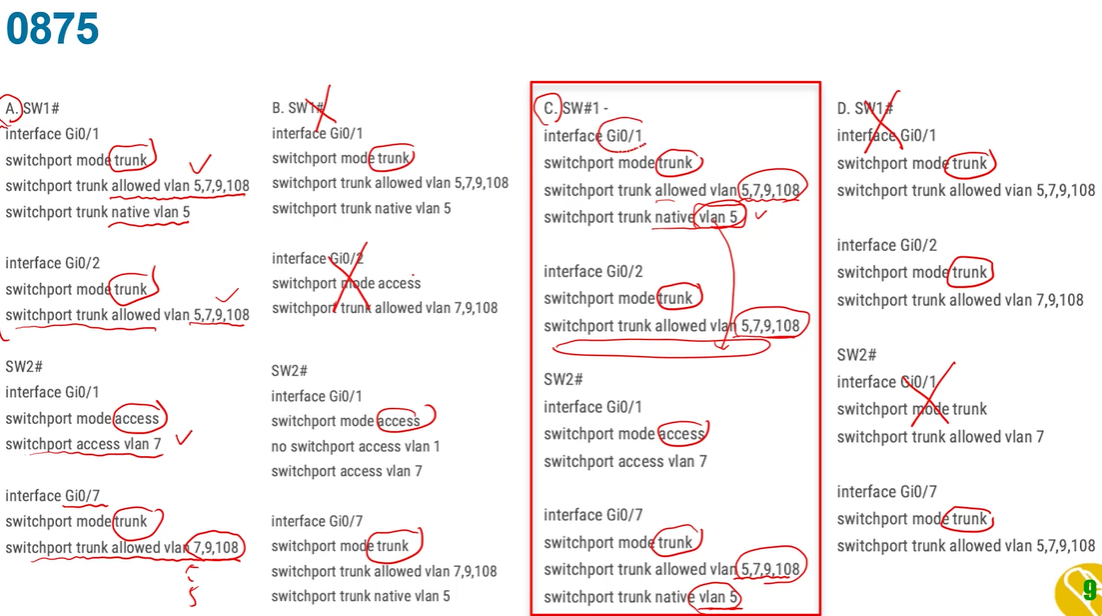 0875
A. SW1#
interface Gi0/1
switchport mode trunk
switchport trunk allowed vlan 5,7,9,108
switchport trunk native vlan 5
interface Gi0/2
switchport mode trunk
switchport trunk allowed vlan 5,7,9,108
SW2#
interface Gi0/1
switchport mode access
switchport access vlan 7
interface Gi0/7
switchport mode trunk
switchport trunk allowed vlan 7,9,108
5
B. SW1#
interface Gi0/1
switchport mode trunk
switchport trunk allowed vlan 5,7,9,108
switchport trunk native vlan 5
interface Gi0/2
switchport mode access
switchport trunk allowed vlan 7,9,108
SW2#
interface Gi0/1
switchport mode access
no switchport access vlan 1
switchport access vlan 7
interface Gi0/7
switchport mode trunk
switchport trunk allowed vlan 7,9,108
switchport trunk native vlan 5
C. SW#1 -
interface Gi0/1
switchport mode trunk
switchport trunk allowed vlan 5,7,9,108
switchport trunk native vlan 5
interface Gi0/2
switchport mode trunk
switchport trunk allowed vlan 5,7,9,108
SW2#
interface Gi0/1
switchport mode access
switchport access vlan 7
interface Gi0/7
switchport mode trunk
switchport trunk allowed vlan 5,7,9,108
switchport trunk native vlan 5
D. SW1#
interface Gi0/1
switchport mode trunk
switchport trunk allowed vian 5,7,9,108
interface Gi0/2
switchport mode trunk
switchport trunk allowed vlan 7,9,108
SW2#
interface Gi0/1
switchport mode trunk
switchport trunk allowed vlan 7
interface Gi0/7
switchport mode trunk
switchport trunk allowed vlan 5,7,9,108
9